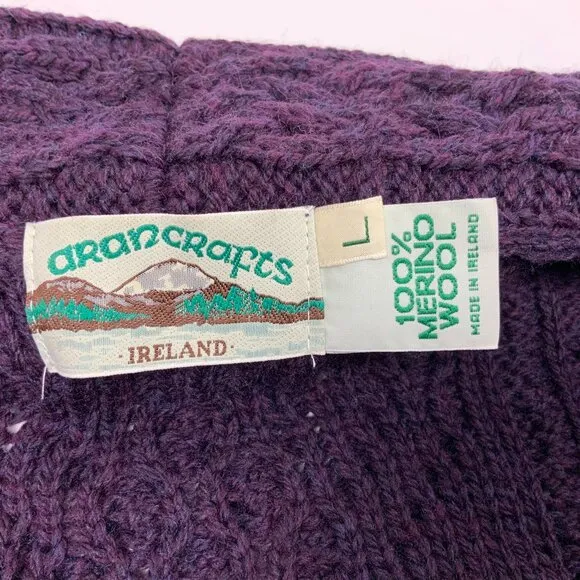 arancrafts
· IRELAND ·
L
100%
MERINO
WOOL
MADE IN IRELAND